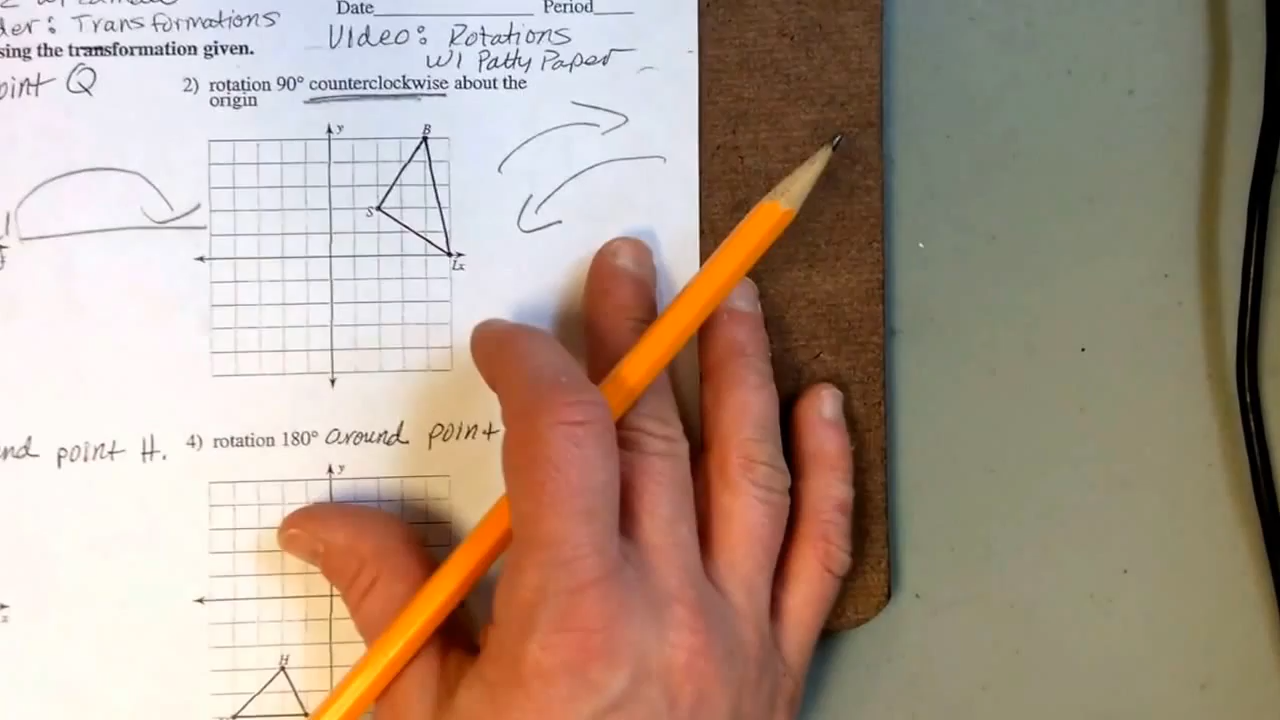 der: Transformations
Date Period
sing the transformation given.
Video: Rotations
w/ Patty Paper
oint Q
2) rotation 90° counterclockwise about the
origin
y
B
S
L x
nd point H.
4) rotation 180° around point
y
x
H